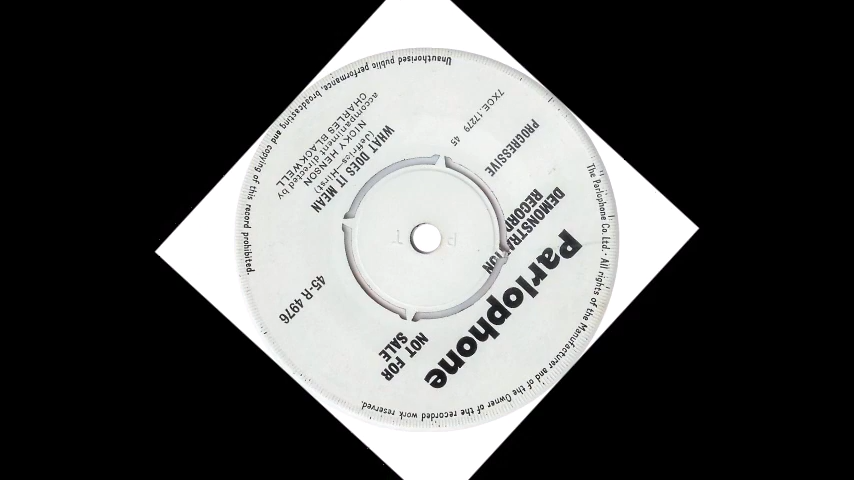 The Parlophone Co. Ltd. · All rights of the Manufacturer and of the Owner of the recorded work reserved.
Parlophone
DEMONSTRATION
RECORD
NOT FOR
SALE
PROGRESSIVE
7XCE. 17279 45
45-R 4976
WHAT DOES IT MEAN
(Jefries-Hirst)
NICKY HENSON
accompaniment directed by
CHARLES BLACKWELL
Unauthorised public performance, broadcasting and copying of this record prohibited.